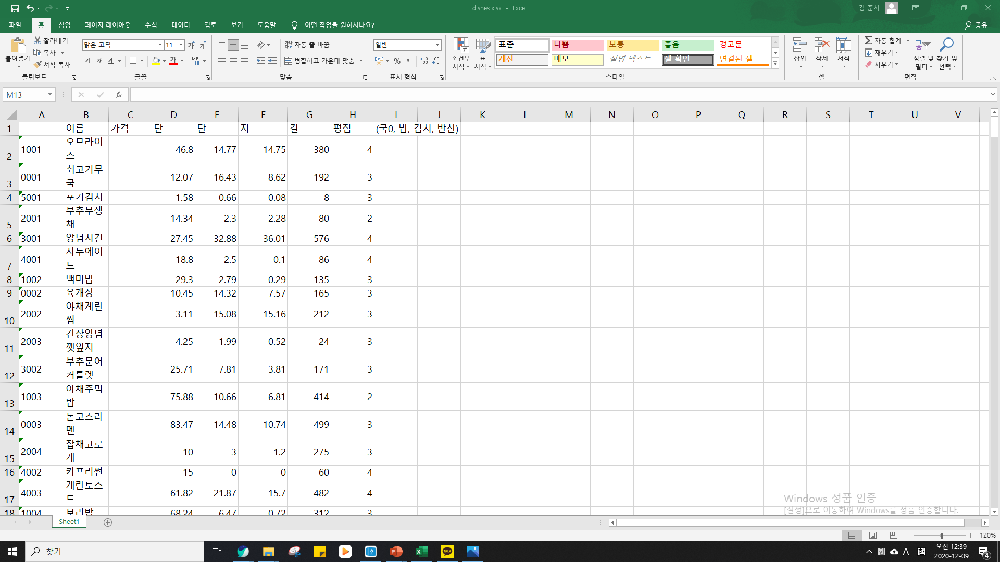 dishes.xlsx - Excel
강 준서
파일 홈 삽입 페이지 레이아웃 수식 데이터 검토 보기 도움말 어떤 작업을 원하시나요? 공유
붙여넣기 잘라내기 복사 서식 복사 클립보드
맑은 고딕 11 가 가 가 가 가 가 내천 글꼴
자동 줄 바꿈 병합하고 가운데 맞춤 맞춤
일반 % 표시 형식
조건부 서식 표 서식 표준 나쁨 보통 좋음 경고문
계산 메모 설명 텍스트 셀 확인 연결된 셀 스타일
삽입 삭제 서식 셀
자동 합계 채우기 지우기 정렬 및 필터 찾기 및 선택 편집
M13 fx
A B C D E F G H I J K L M N O P Q R S T U V
1 이름 가격 탄 단 지 칼 평점 (국0, 밥, 김치, 반찬)
2 1001 오므라이스 46.8 14.77 14.75 380 4
3 0001 쇠고기무국 12.07 16.43 8.62 192 3
4 5001 포기김치 1.58 0.66 0.08 8 3
5 2001 부추무생채 14.34 2.3 2.28 80 2
6 3001 양념치킨 27.45 32.88 36.01 576 4
7 4001 자두에이드 18.8 2.5 0.1 86 4
8 1002 백미밥 29.3 2.79 0.29 135 3
9 0002 육개장 10.45 14.32 7.57 165 3
10 2002 야채계란찜 3.11 15.08 15.16 212 3
11 2003 간장양념깻잎지 4.25 1.99 0.52 24 3
12 3002 부추문어커틀렛 25.71 7.81 3.81 171 3
13 1003 야채주먹밥 75.88 10.66 6.81 414 2
14 0003 돈코츠라멘 83.47 14.48 10.74 499 3
15 2004 잡채고로케 10 3 1.2 275 3
16 4002 카프리썬 15 0 0 60 4
17 4003 계란토스트 61.82 21.87 15.7 482 4
18 1004 보리밥 68.24 6.47 0.72 312 3
Windows 정품 인증
[설정]으로 이동하여 Windows를 정품 인증합니다.
Sheet1
120%
찾기
TALK
A 한
오전 12:39
2020-12-09
4